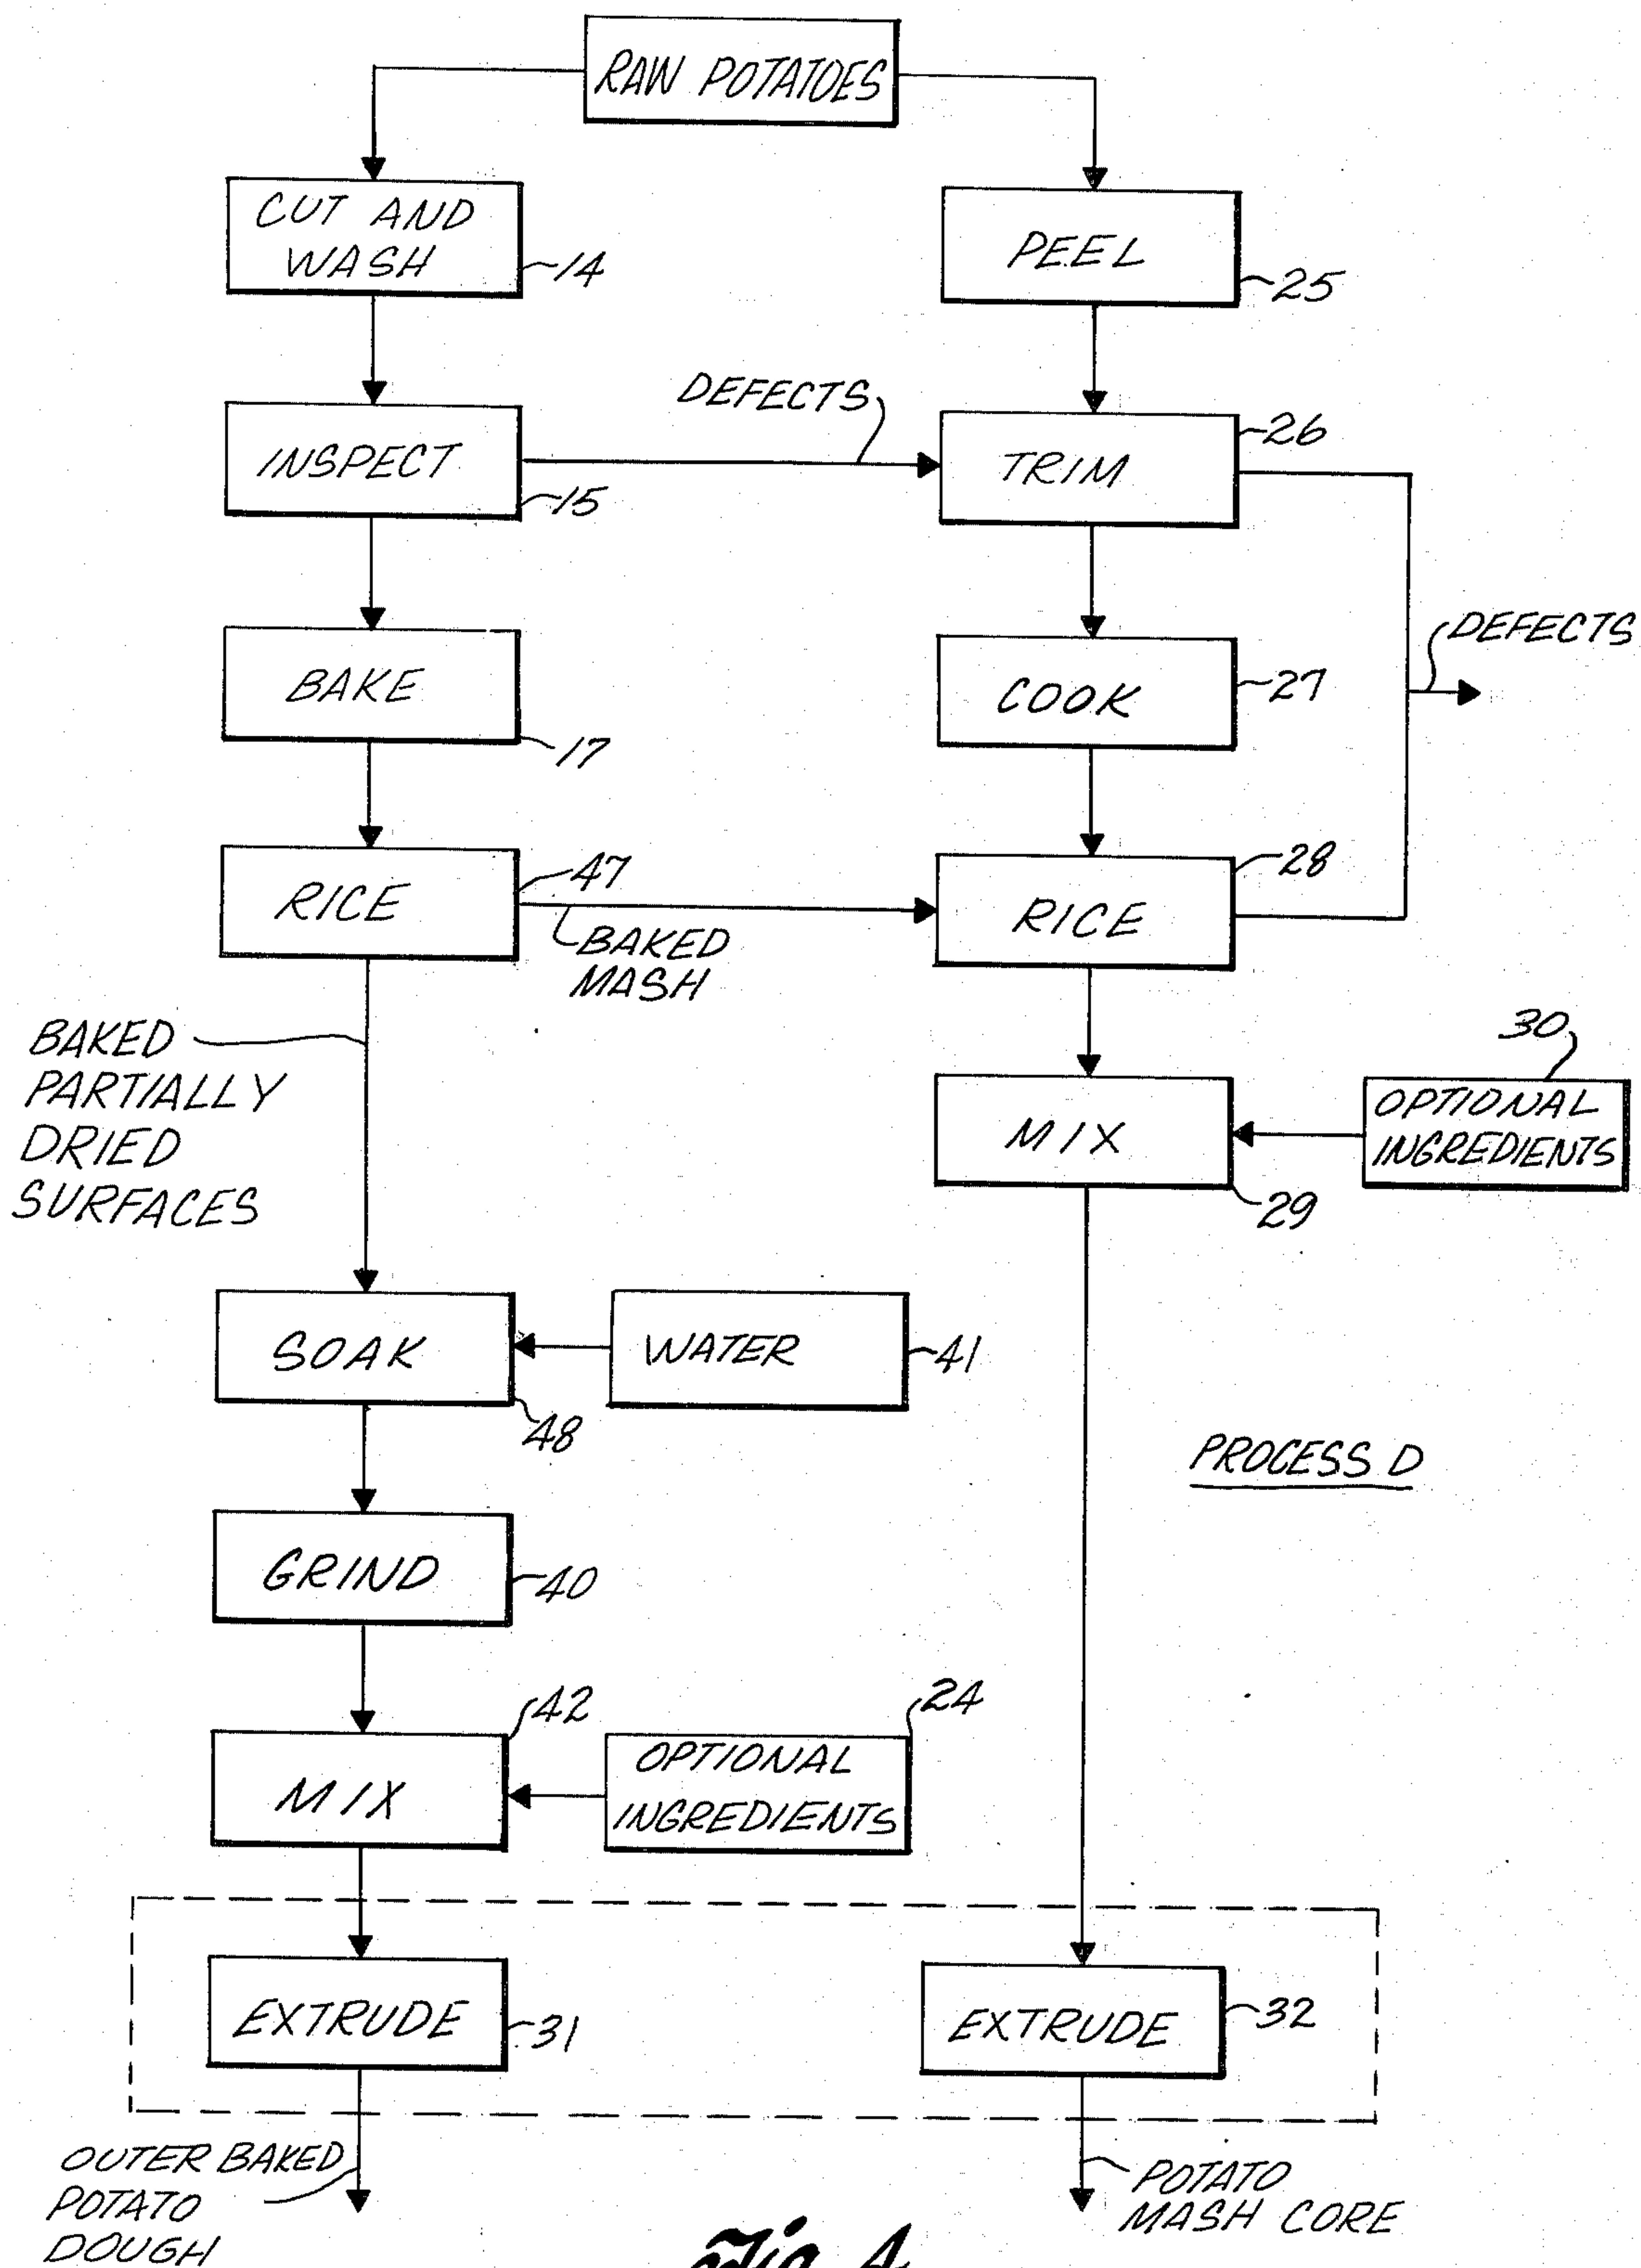 RAW POTATOES
CUT AND
WASH
14
PEEL
25
DEFECTS
INSPECT
15
TRIM
26
DEFECTS
BAKE
17
COOK
27
RICE
47
BAKED
MASH
RICE
28
BAKED
PARTIALLY
DRIED
SURFACES
MIX
29
30
OPTIONAL
INGREDIENTS
SOAK
48
WATER
41
PROCESS D
GRIND
40
MIX
42
24
OPTIONAL
INGREDIENTS
EXTRUDE
31
EXTRUDE
32
OUTER BAKED
POTATO
DOUGH
POTATO
MASH CORE
Fig. 4